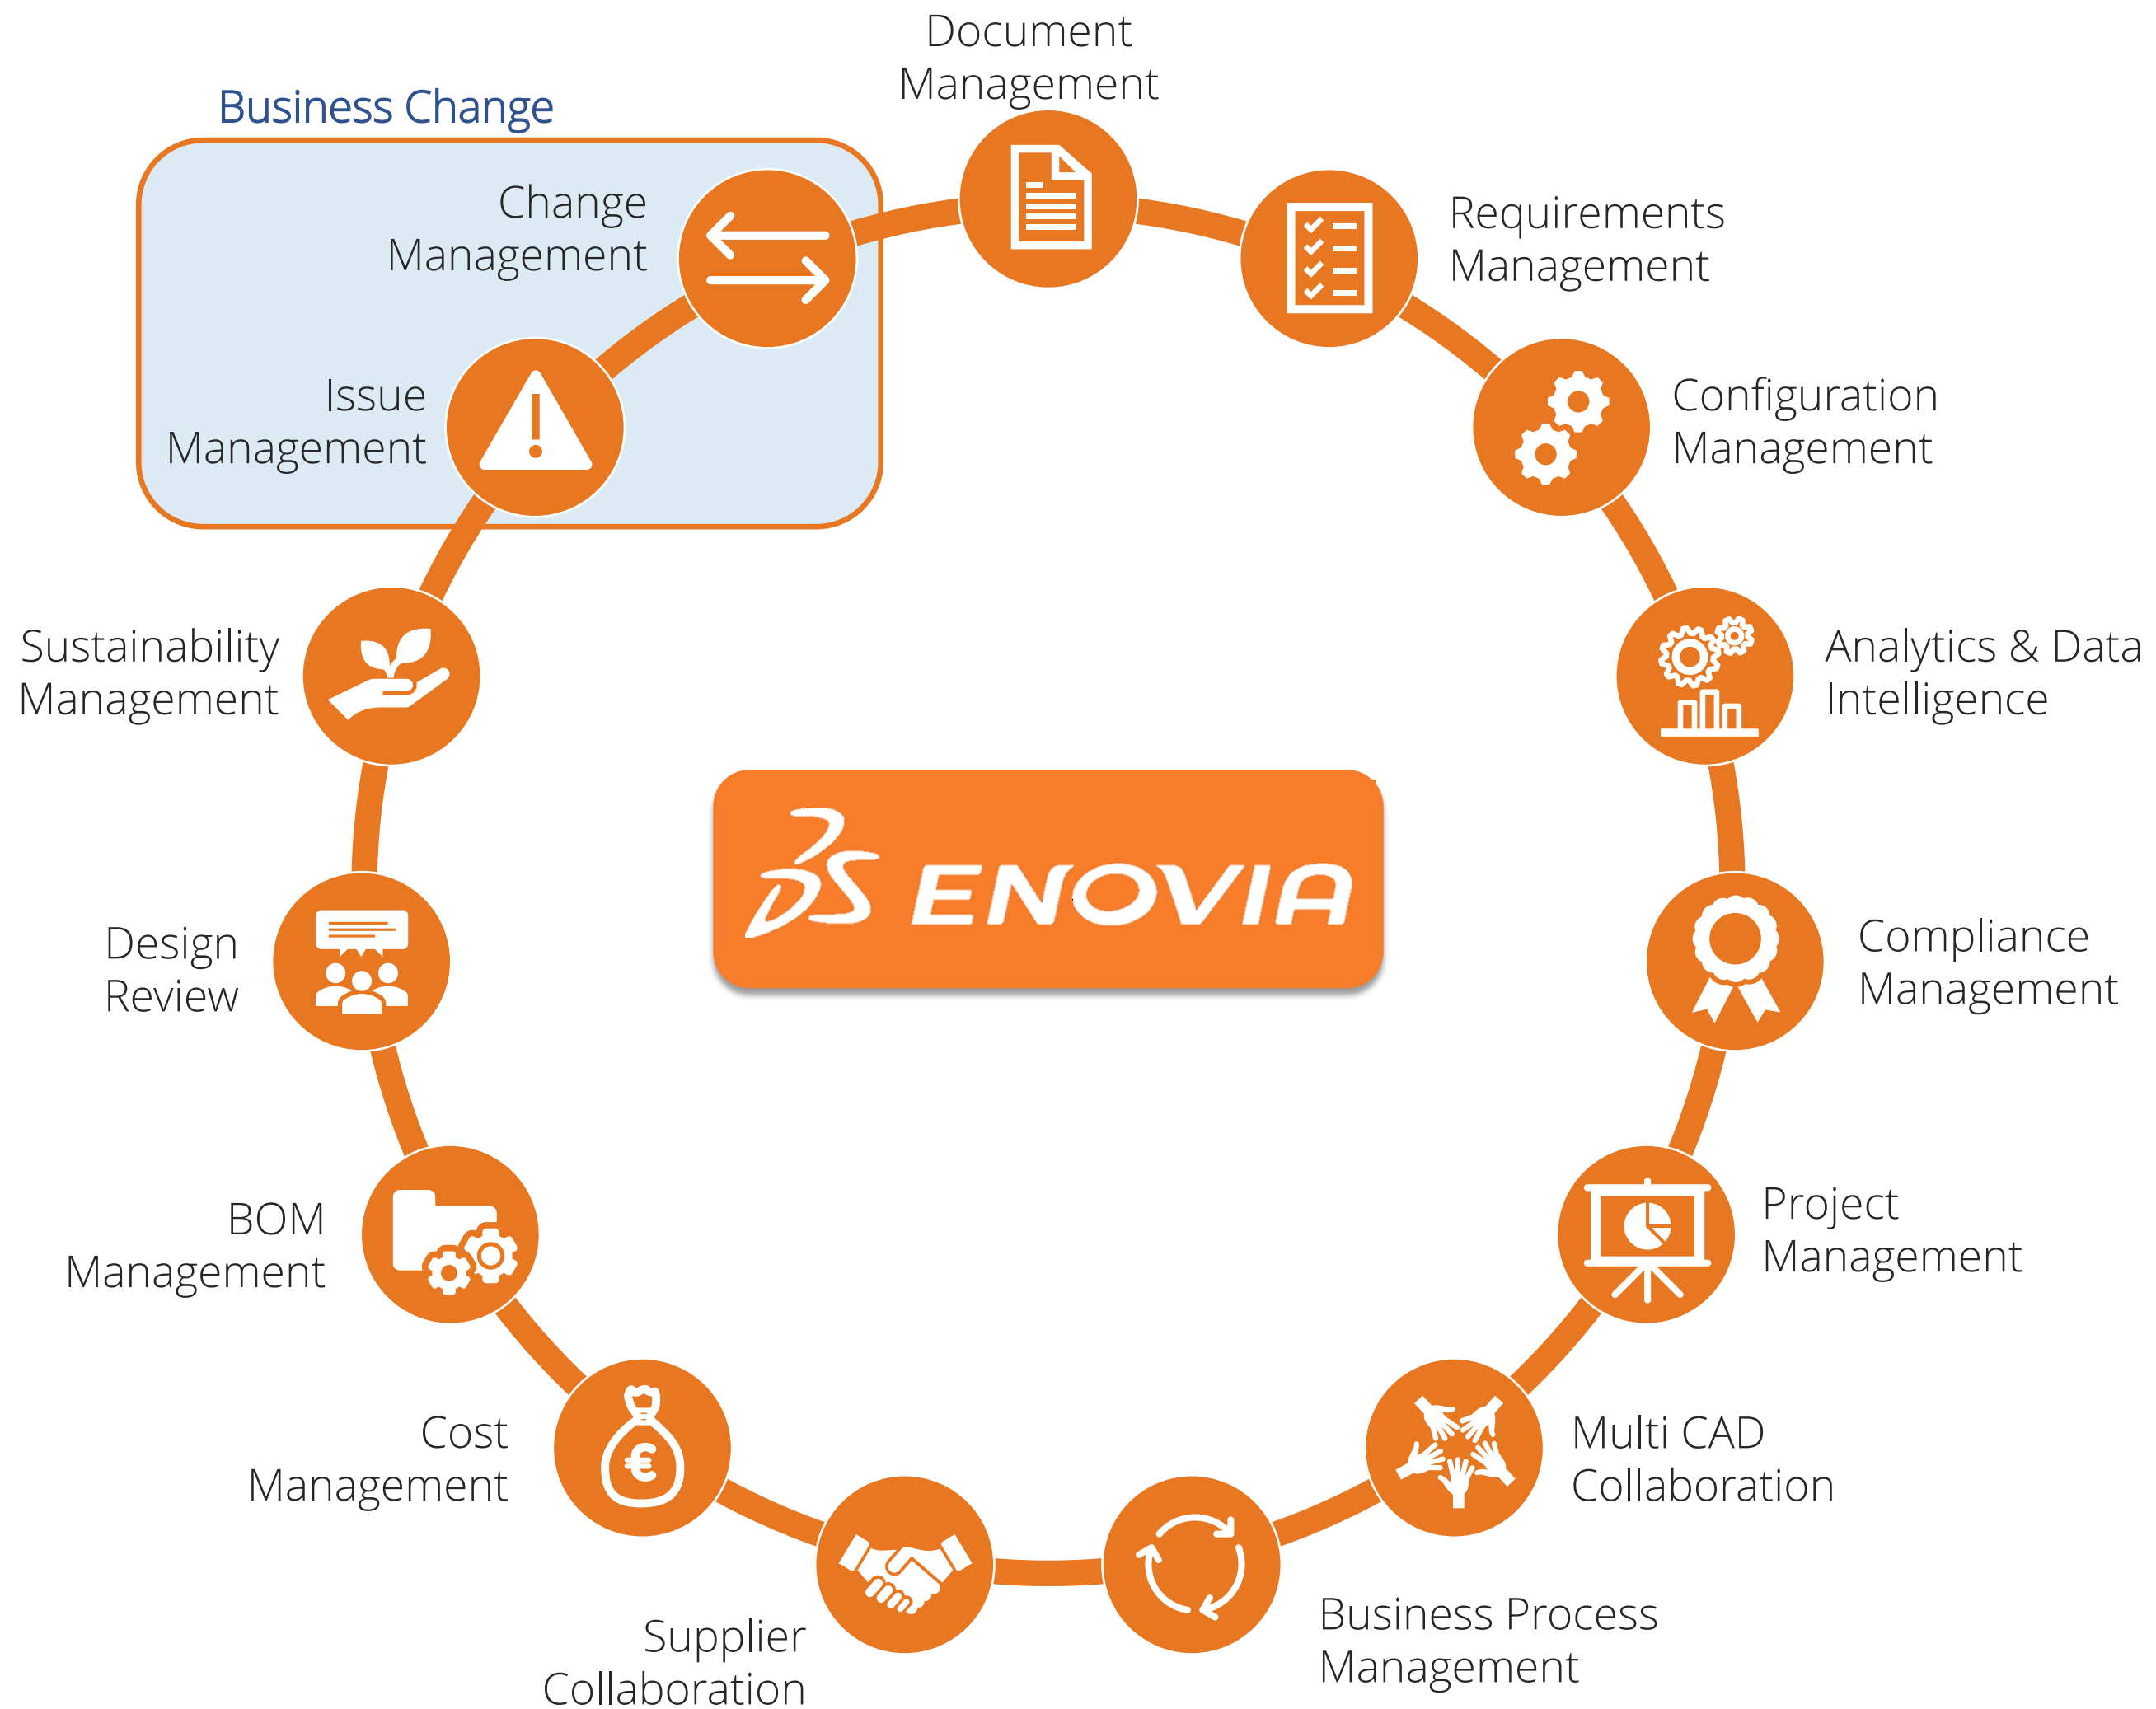 Document
Management
Business Change
Change
Management
Requirements
Management
Issue
Management
Configuration
Management
Sustainability
Management
Analytics & Data
Intelligence
ENOVIA
Design
Review
Compliance
Management
BOM
Management
Project
Management
Cost
Management
€
Multi CAD
Collaboration
Supplier
Collaboration
Business Process
Management